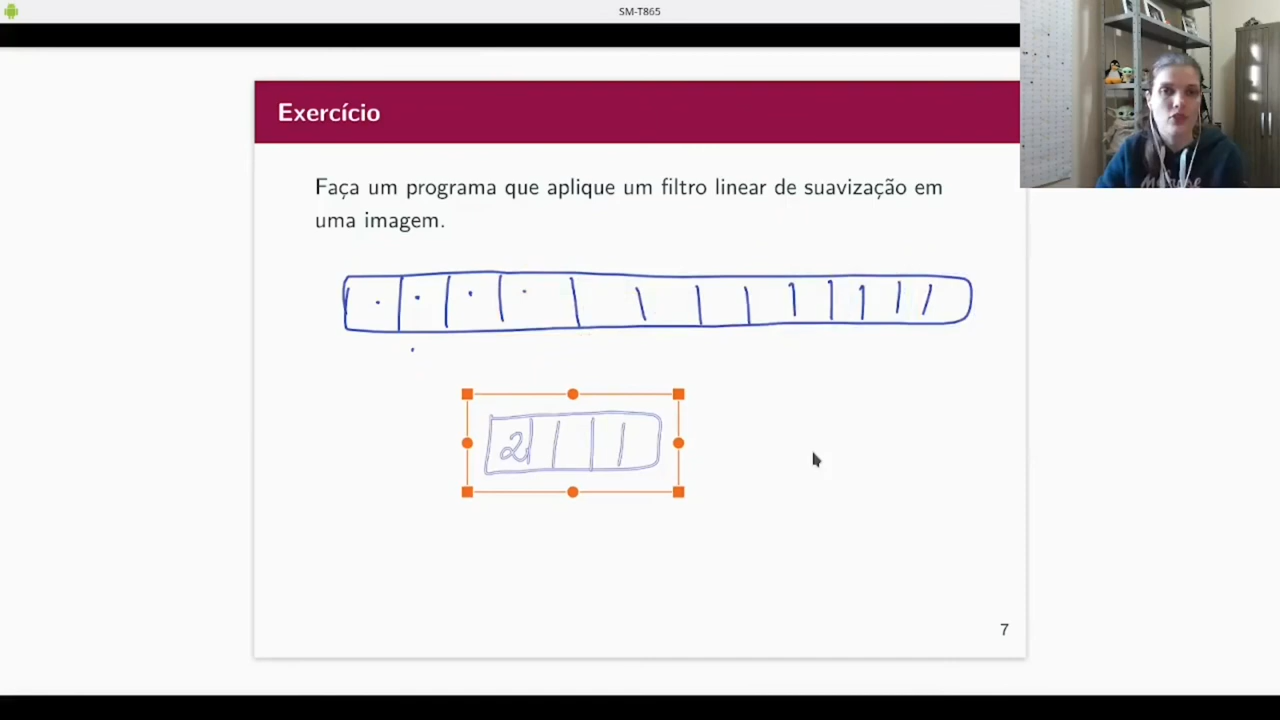 SM-T865
Exercício
Faça um programa que aplique um filtro linear de suavização em
uma imagem.
2
7